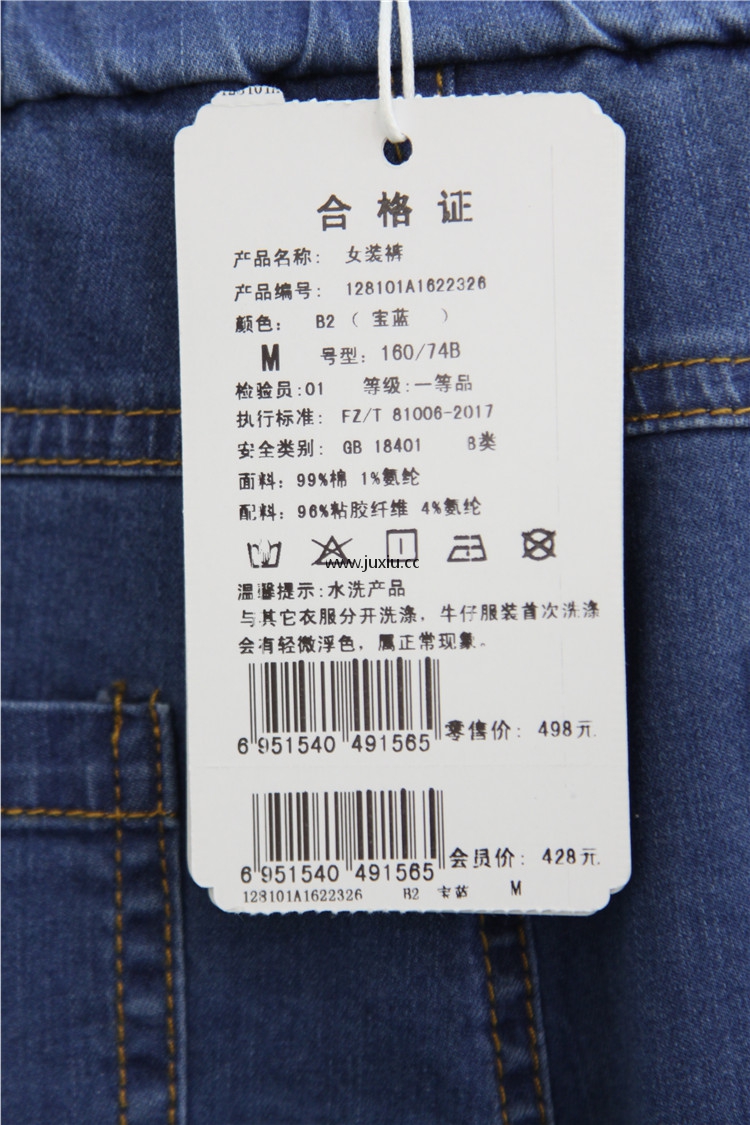 合格证
产品名称: 女装裤
产品编号: 128101A1622326
颜色: B2 ( 宝蓝 )
M 号型: 160/74B
检验员:01 等级:一等品
执行标准: FZ/T 81006-2017
安全类别: GB 18401 B类
面料: 99%棉 1%氨纶
配料: 96%粘胶纤维 4%氨纶
www.juxiu.cc
温馨提示:水洗产品
与其它衣服分开洗涤, 牛仔服装首次洗涤
会有轻微浮色, 属正常现象。
6 951540 491565 零售价: 498元
6 951540 491565 会员价: 428元
128101A1622326 B2 宝蓝 M